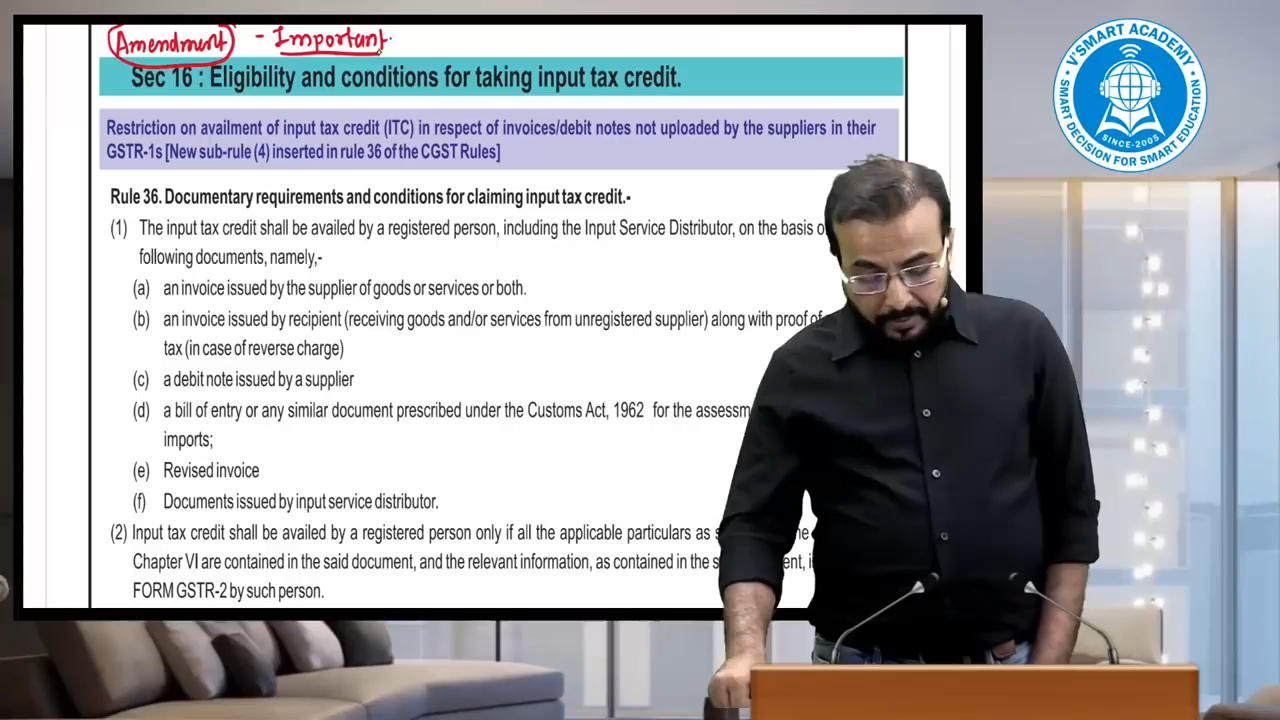 Amendment - Important.
Sec 16 : Eligibility and conditions for taking input tax credit.
Restriction on availment of input tax credit (ITC) in respect of invoices/debit notes not uploaded by the suppliers in their
GSTR-1s [New sub-rule (4) inserted in rule 36 of the CGST Rules]
Rule 36. Documentary requirements and conditions for claiming input tax credit.-
(1) The input tax credit shall be availed by a registered person, including the Input Service Distributor, on the basis
following documents, namely,-
(a) an invoice issued by the supplier of goods or services or both.
(b) an invoice issued by recipient (receiving goods and/or services from unregistered supplier) along with proof of
tax (in case of reverse charge)
(c) a debit note issued by a supplier
(d) a bill of entry or any similar document prescribed under the Customs Act, 1962 for the
imports;
(e) Revised invoice
(f) Documents issued by input service distributor.
(2) Input tax credit shall be availed by a registered person only if all the applicable particulars as
Chapter VI are contained in the said document, and the relevant information, as contained in the
FORM GSTR-2 by such person.
V'SMART ACADEMY
SINCE-2005
SMART DECISION FOR SMART EDUCATION